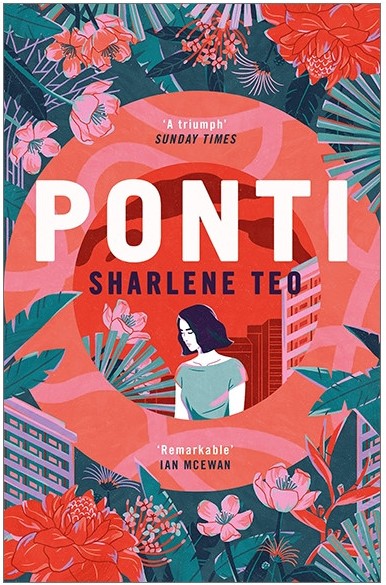 ‘A triumph’
SUNDAY TIMES
PONTI
SHARLENE TEO
‘Remarkable’
IAN MCEWAN